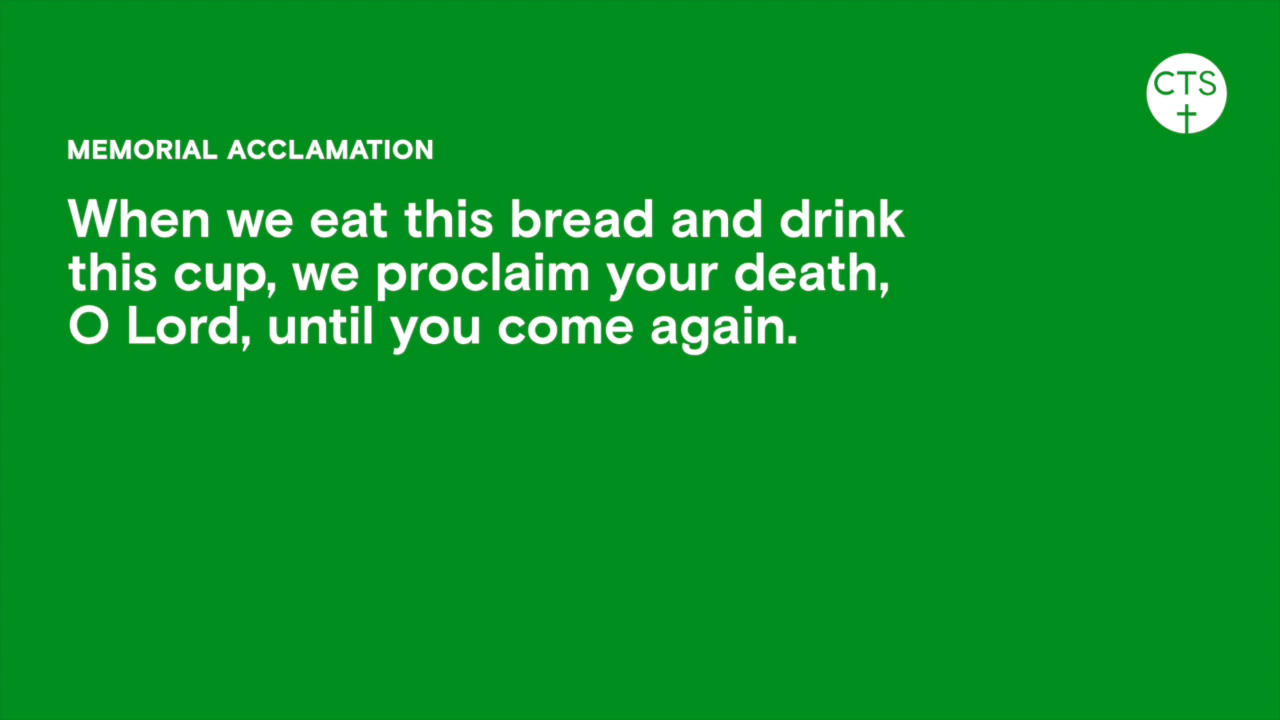 CTS
MEMORIAL ACCLAMATION
When we eat this bread and drink
this cup, we proclaim your death,
O Lord, until you come again.